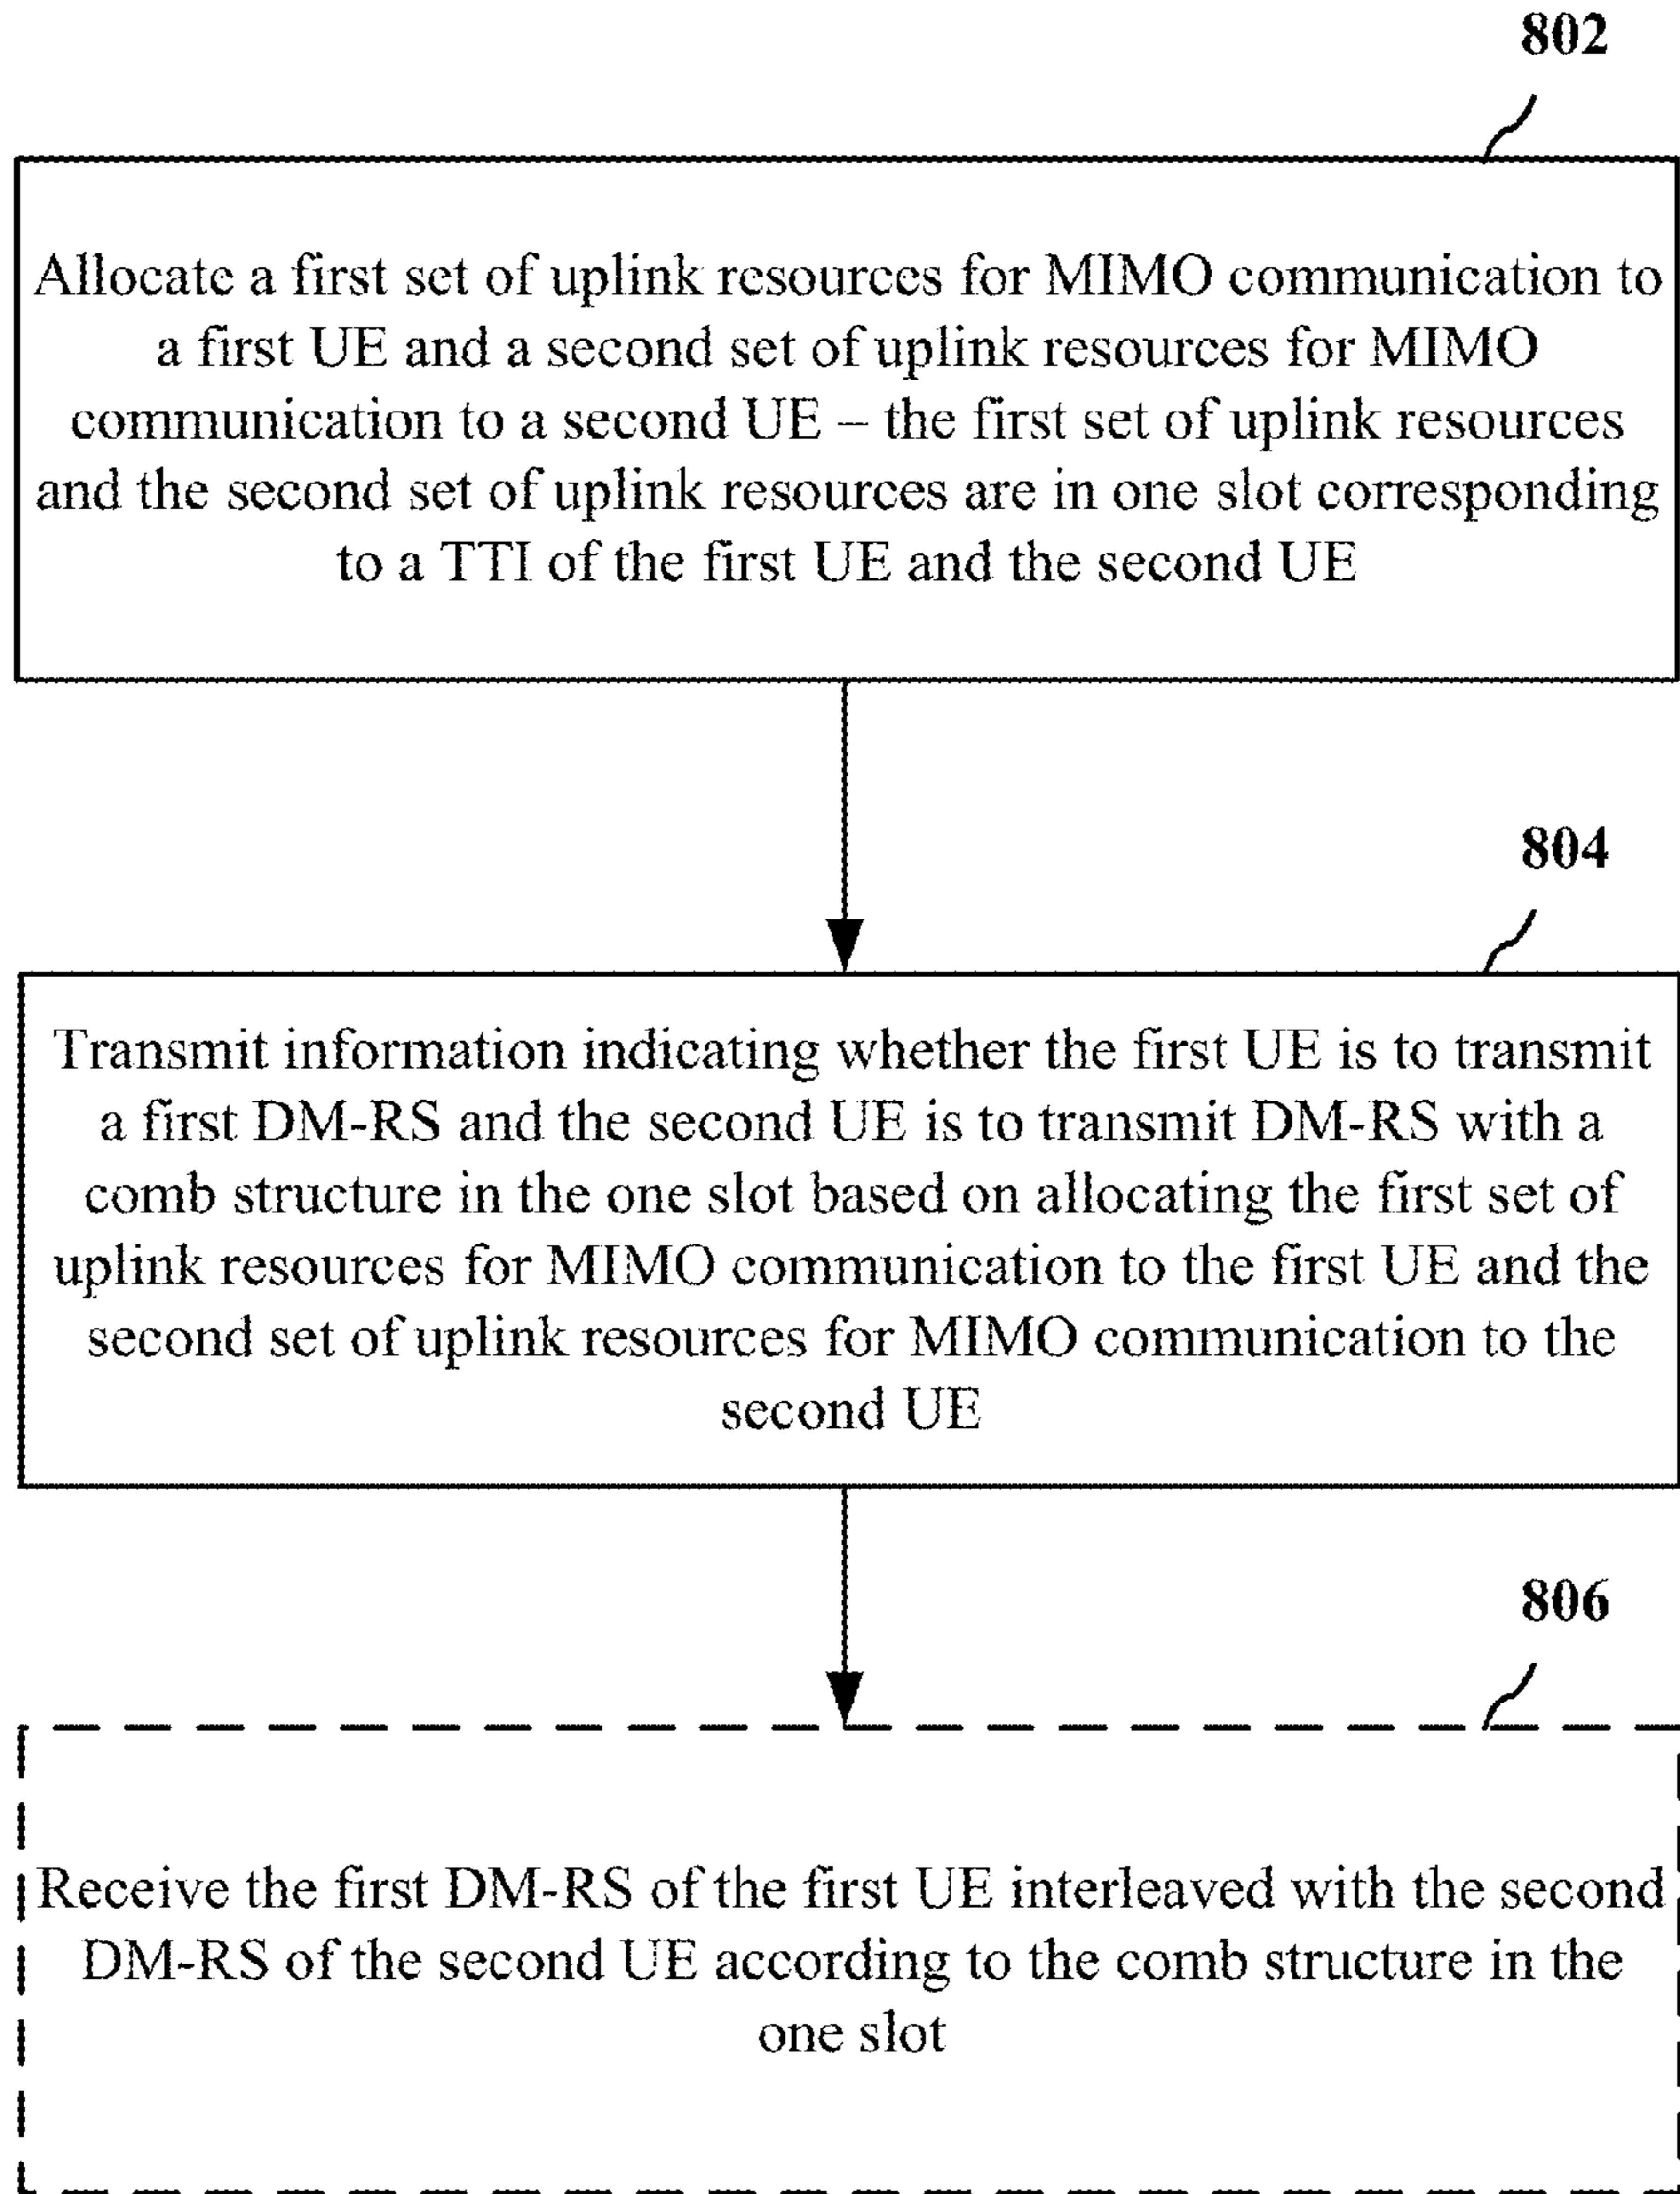 802
Allocate a first set of uplink resources for MIMO communication to
a first UE and a second set of uplink resources for MIMO
communication to a second UE – the first set of uplink resources
and the second set of uplink resources are in one slot corresponding
to a TTI of the first UE and the second UE
804
Transmit information indicating whether the first UE is to transmit
a first DM-RS and the second UE is to transmit DM-RS with a
comb structure in the one slot based on allocating the first set of
uplink resources for MIMO communication to the first UE and the
second set of uplink resources for MIMO communication to the
second UE
806
Receive the first DM-RS of the first UE interleaved with the second
DM-RS of the second UE according to the comb structure in the
one slot